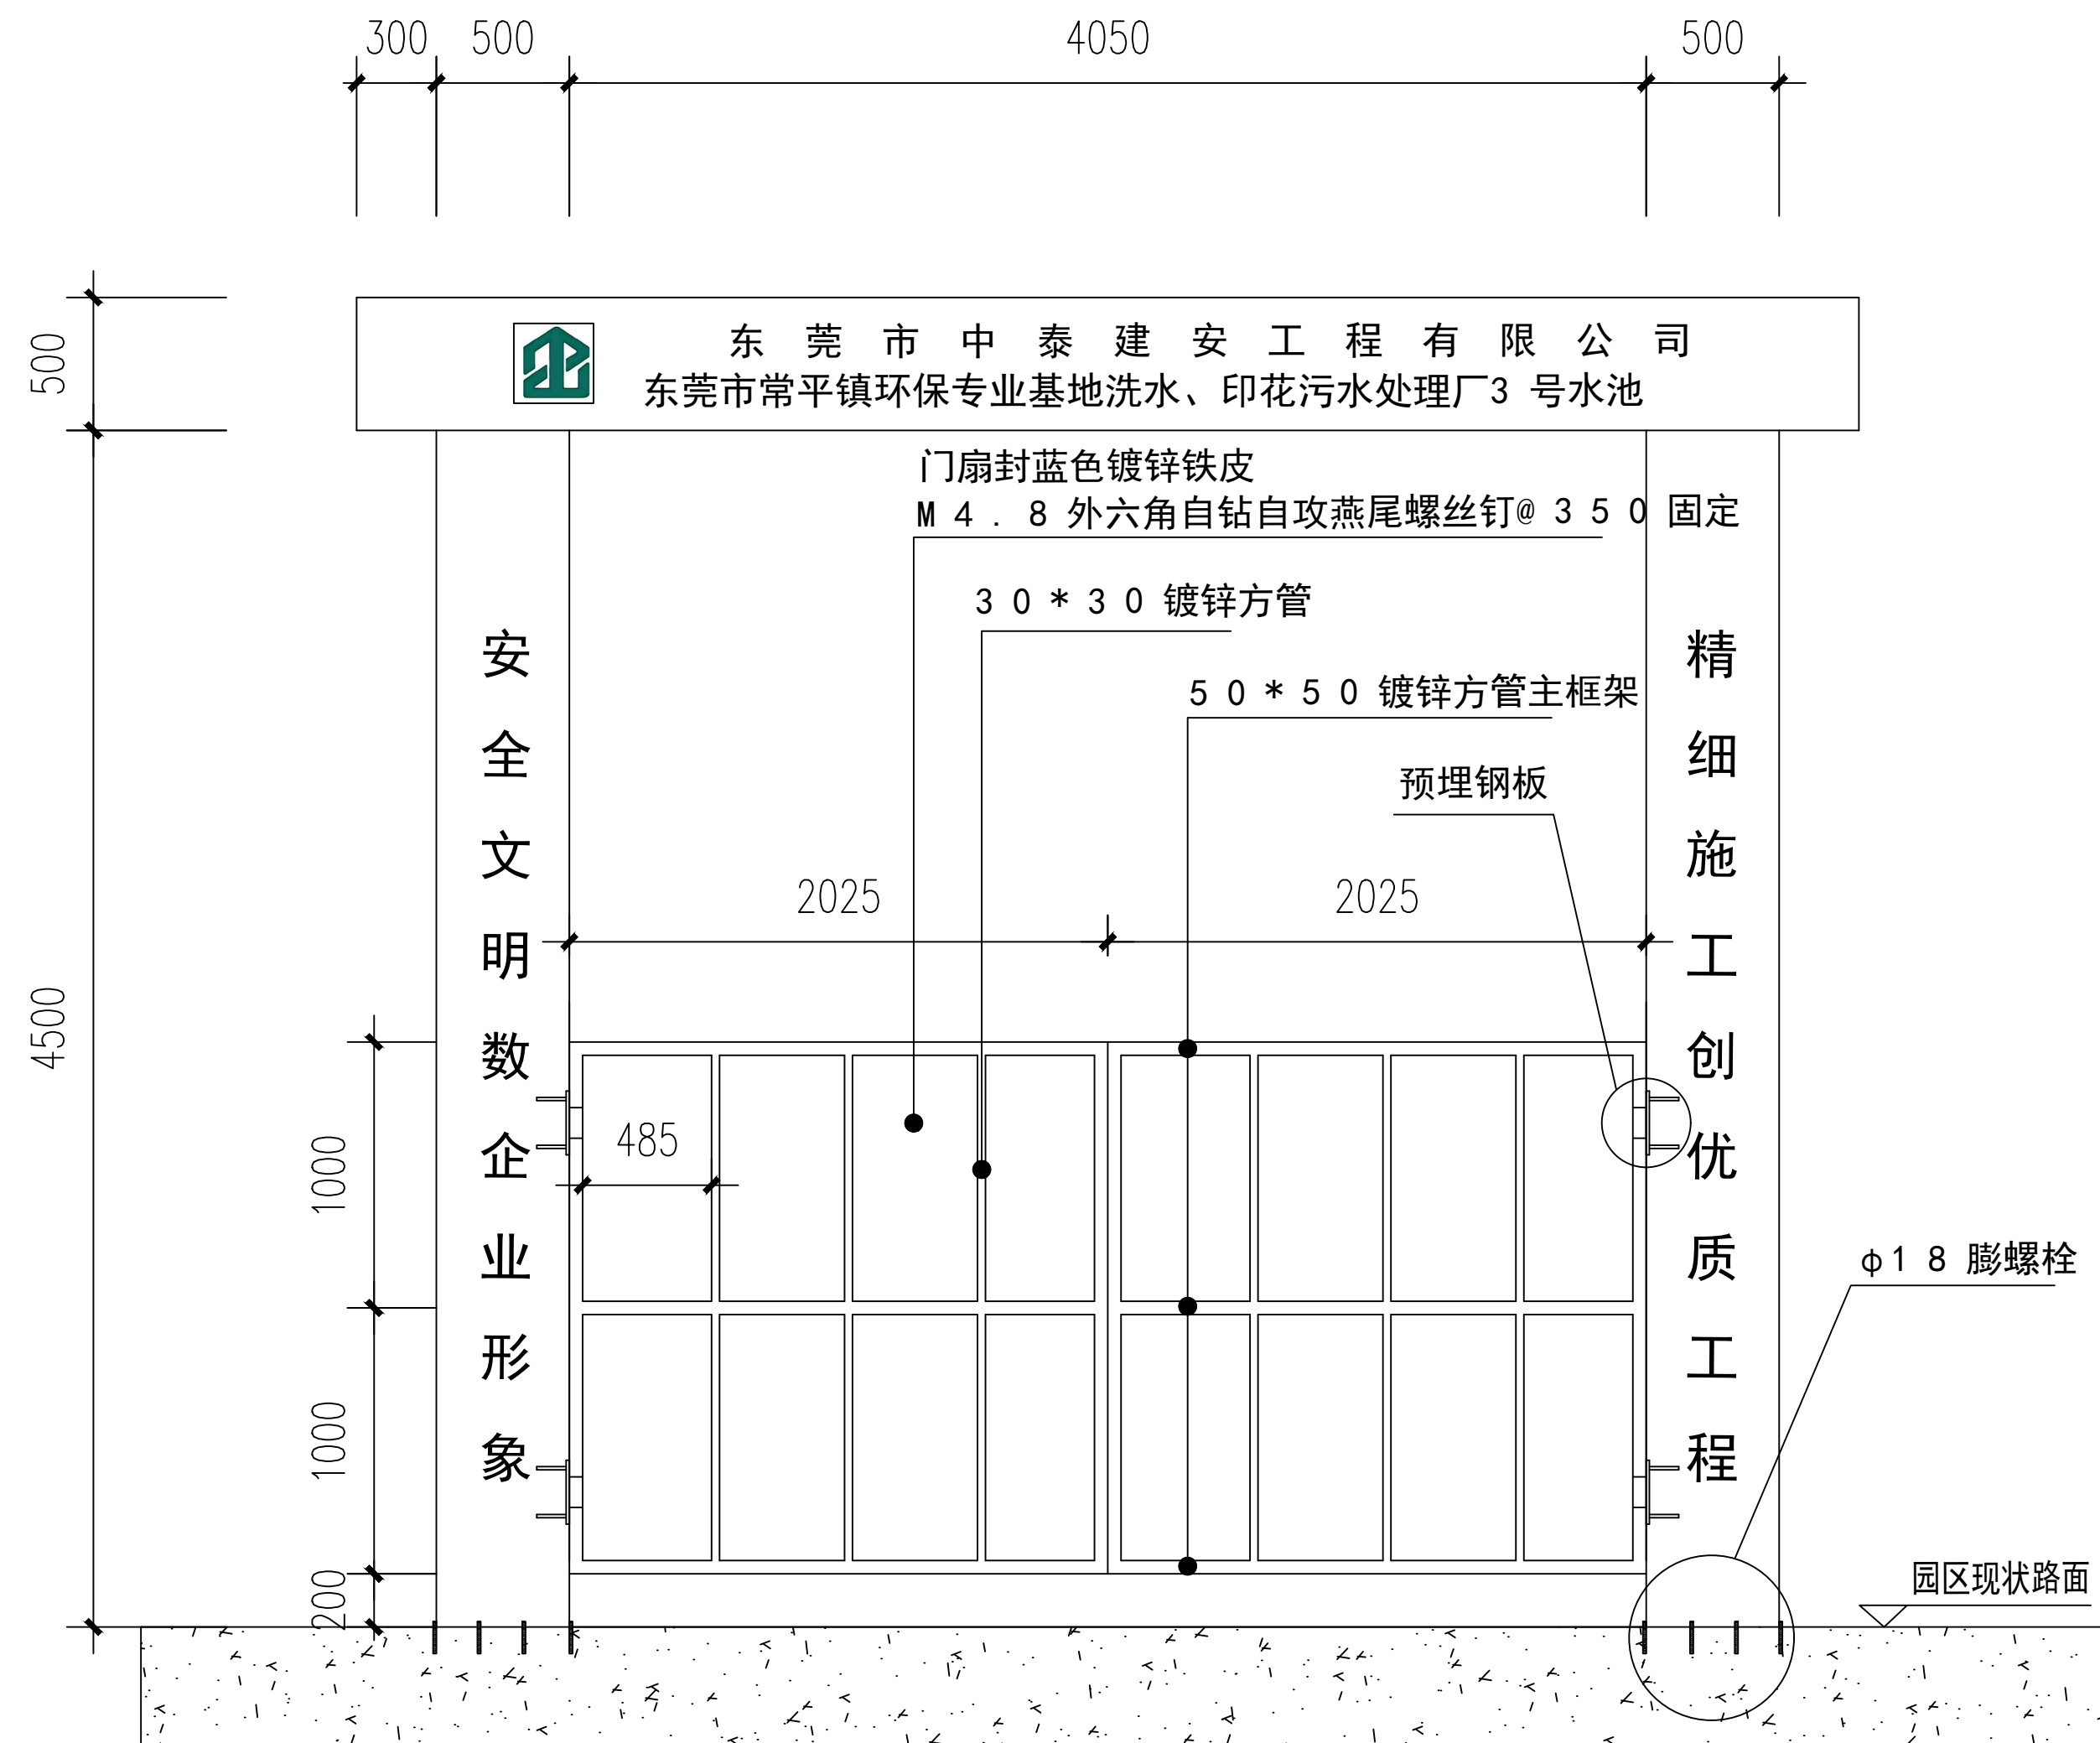 300 500 4050 500
500
东莞市中泰建安工程有限公司
东莞市常平镇环保专业基地洗水、印花污水处理厂3号水池
门扇封蓝色镀锌铁皮
M4.8外六角自钻自攻燕尾螺丝钉@350固定
30*30镀锌方管
50*50镀锌方管主框架
预埋钢板
安全文明数企业形象
精细施工创优质工程
2025 2025
4500
485
1000
1000
200
φ18膨螺栓
园区现状路面